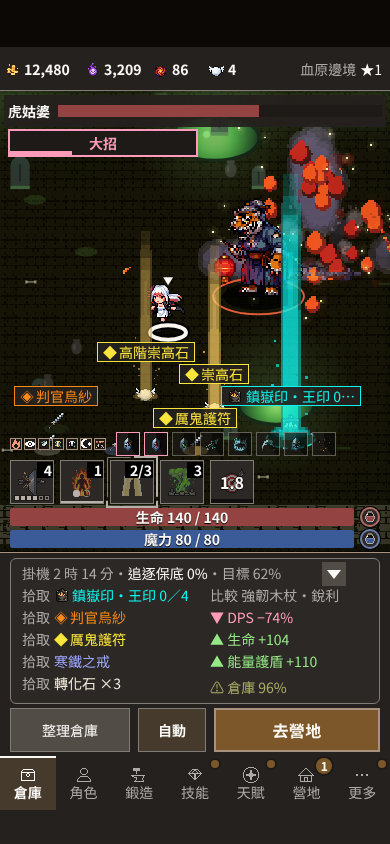 12,480 3,209 86 4 血原邊境 ★1
虎姑婆
大招
◆高階崇高石
◆崇高石
◈判官烏紗
鎮嶽印・王印 0…
◆厲鬼護符
4 1 2/3 3 1.8
生命 140 / 140
魔力 80 / 80
掛機 2 時 14 分・追逐保底 0%・目標 62%
拾取 鎮嶽印・王印 0／4
比較 強韌木杖・銳利
拾取 ◈判官烏紗
▼ DPS −74%
拾取 ◆厲鬼護符
▲ 生命 +104
拾取 寒鐵之戒
▲ 能量護盾 +110
拾取 轉化石 ×3
⚠ 倉庫 96%
整理倉庫 自動 去營地
倉庫 角色 鍛造 技能 天賦 營地 1 更多